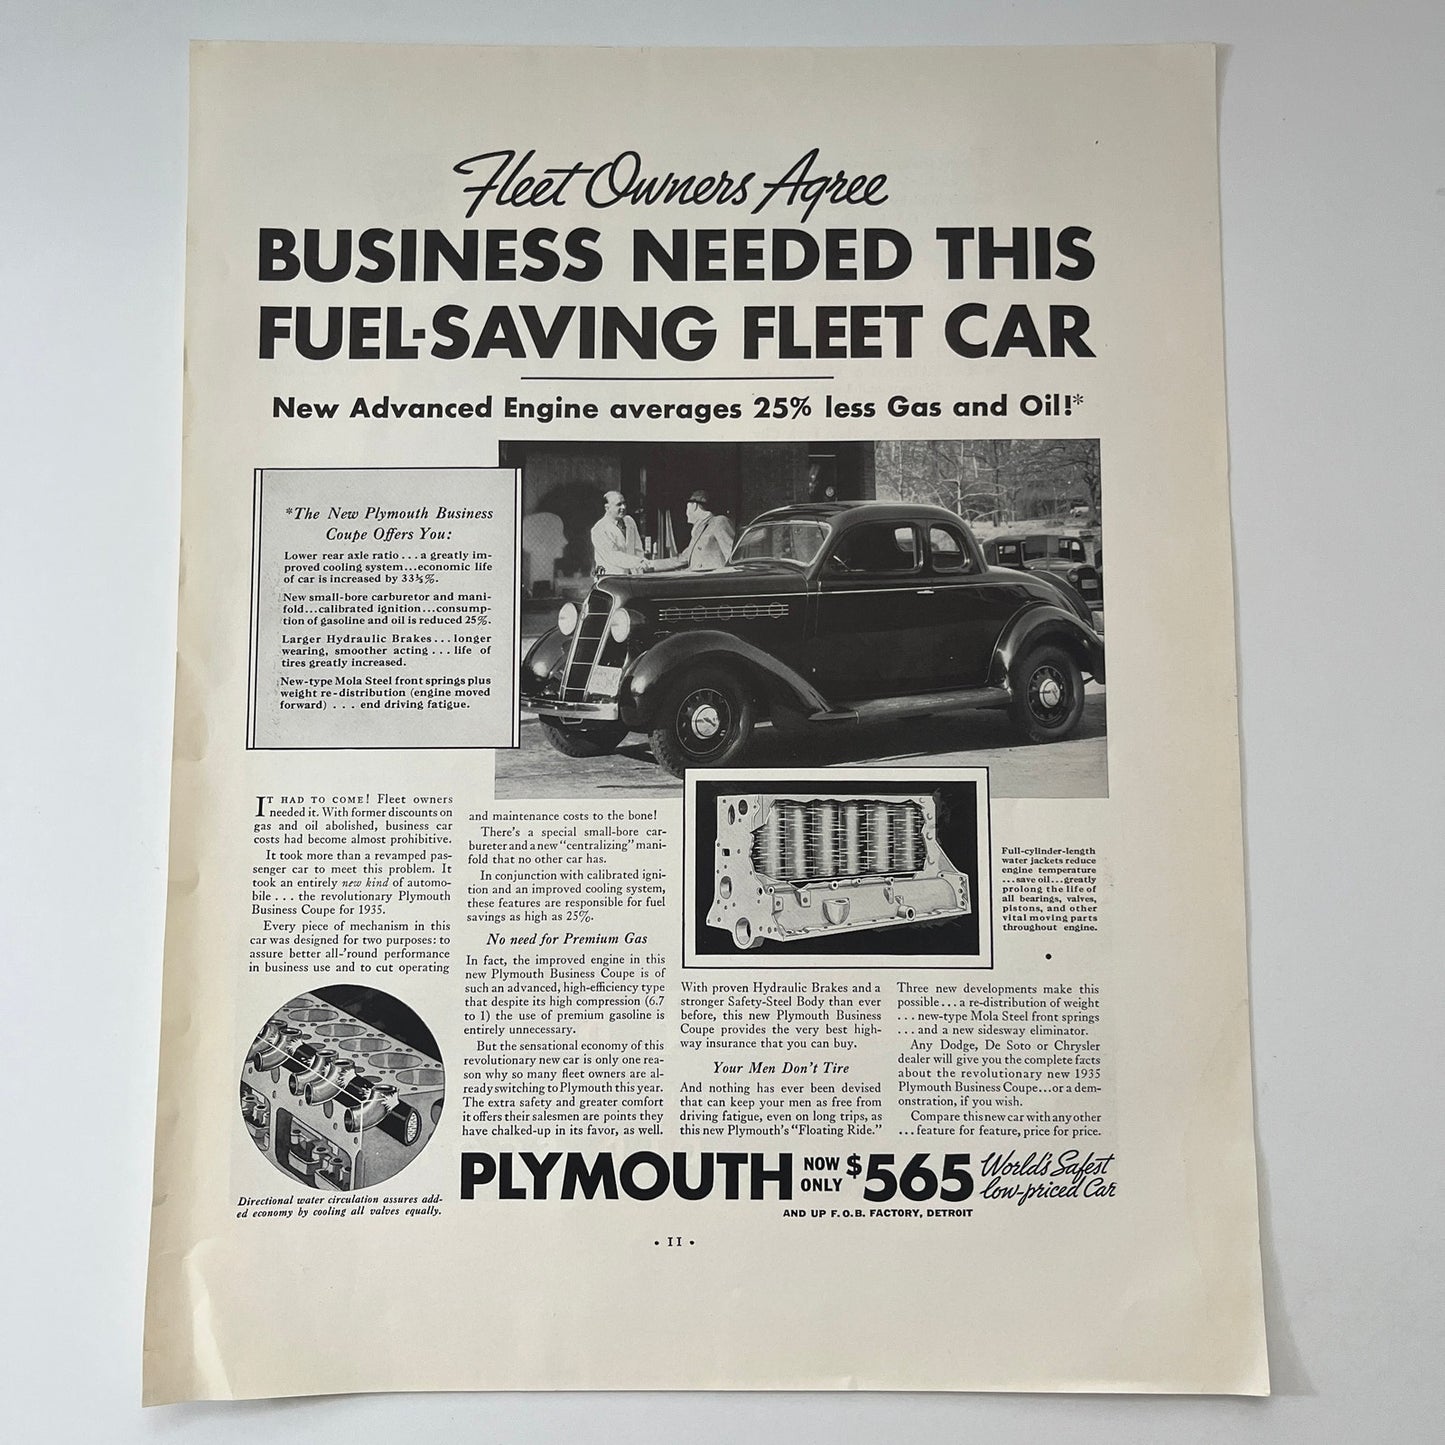 Fleet Owners Agree
BUSINESS NEEDED THIS
FUEL-SAVING FLEET CAR
New Advanced Engine averages 25% less Gas and Oil!*
*The New Plymouth Business
Coupe Offers You:
Lower rear axle ratio...a greatly im-
proved cooling system...economic life
of car is increased by 33⅓%.
New small-bore carburetor and mani-
fold...calibrated ignition...consump-
tion of gasoline and oil is reduced 25%.
Larger Hydraulic Brakes...longer
wearing, smoother acting...life of
tires greatly increased.
New-type Mola Steel front springs plus
weight re-distribution (engine moved
forward) ... end driving fatigue.
IT HAD TO COME! Fleet owners
needed it. With former discounts on
gas and oil abolished, business car
costs had become almost prohibitive.
It took more than a revamped pas-
senger car to meet this problem. It
took an entirely new kind of automo-
bile ... the revolutionary Plymouth
Business Coupe for 1935.
Every piece of mechanism in this
car was designed for two purposes: to
assure better all-'round performance
in business use and to cut operating
Directional water circulation assures add-
ed economy by cooling all valves equally.
and maintenance costs to the bone!
There's a special small-bore car-
bureter and a new "centralizing" mani-
fold that no other car has.
In conjunction with calibrated igni-
tion and an improved cooling system,
these features are responsible for fuel
savings as high as 25%.
No need for Premium Gas
In fact, the improved engine in this
new Plymouth Business Coupe is of
such an advanced, high-efficiency type
that despite its high compression (6.7
to 1) the use of premium gasoline is
entirely unnecessary.
But the sensational economy of this
revolutionary new car is only one rea-
son why so many fleet owners are al-
ready switching to Plymouth this year.
The extra safety and greater comfort
it offers their salesmen are points they
have chalked-up in its favor, as well.
Full-cylinder-length
water jackets reduce
engine temperature
...save oil...greatly
prolong the life of
all bearings, valves,
pistons, and other
vital moving parts
throughout engine.
With proven Hydraulic Brakes and a
stronger Safety-Steel Body than ever
before, this new Plymouth Business
Coupe provides the very best high-
way insurance that you can buy.
Your Men Don't Tire
And nothing has ever been devised
that can keep your men as free from
driving fatigue, even on long trips, as
this new Plymouth's "Floating Ride."
Three new developments make this
possible...a re-distribution of weight
...new-type Mola Steel front springs
...and a new sidesway eliminator.
Any Dodge, De Soto or Chrysler
dealer will give you the complete facts
about the revolutionary new 1935
Plymouth Business Coupe...or a dem-
onstration, if you wish.
Compare this new car with any other
...feature for feature, price for price.
PLYMOUTH NOW ONLY $565 World's Safest low-priced Car
AND UP F.O.B. FACTORY, DETROIT
• II •